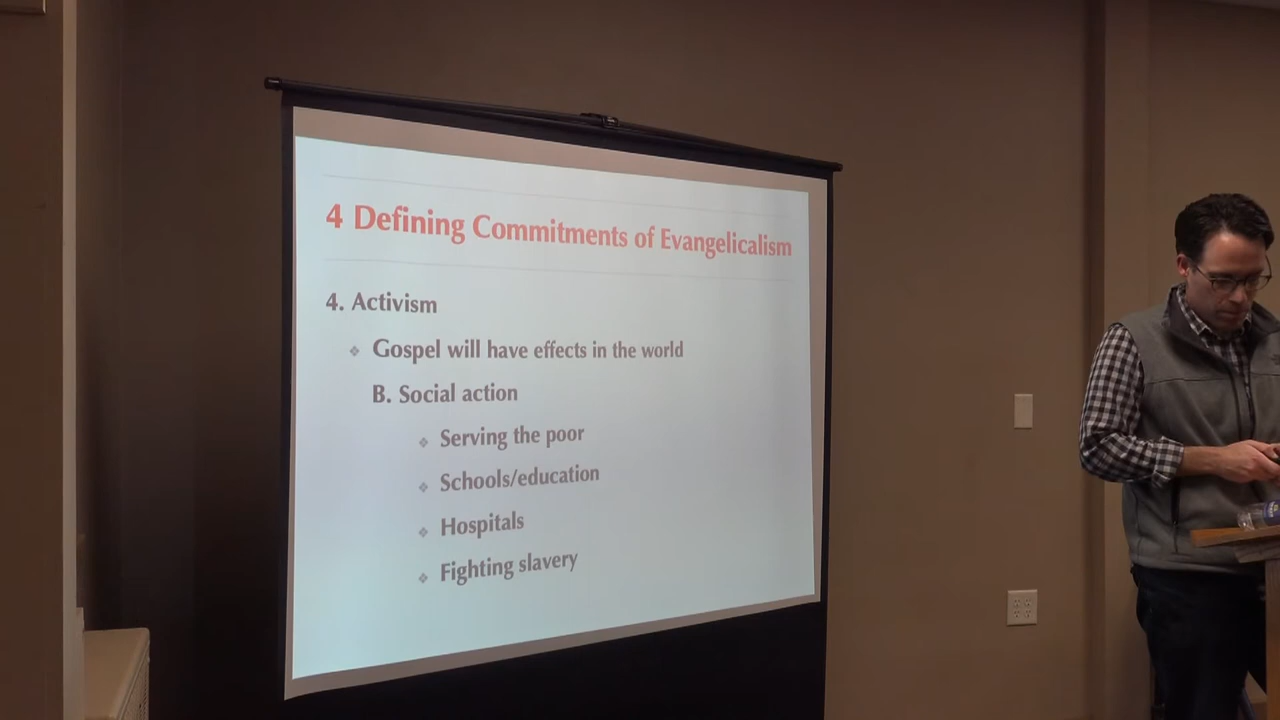 4 Defining Commitments of Evangelicalism
4. Activism
❖ Gospel will have effects in the world
B. Social action
❖ Serving the poor
❖ Schools/education
❖ Hospitals
❖ Fighting slavery